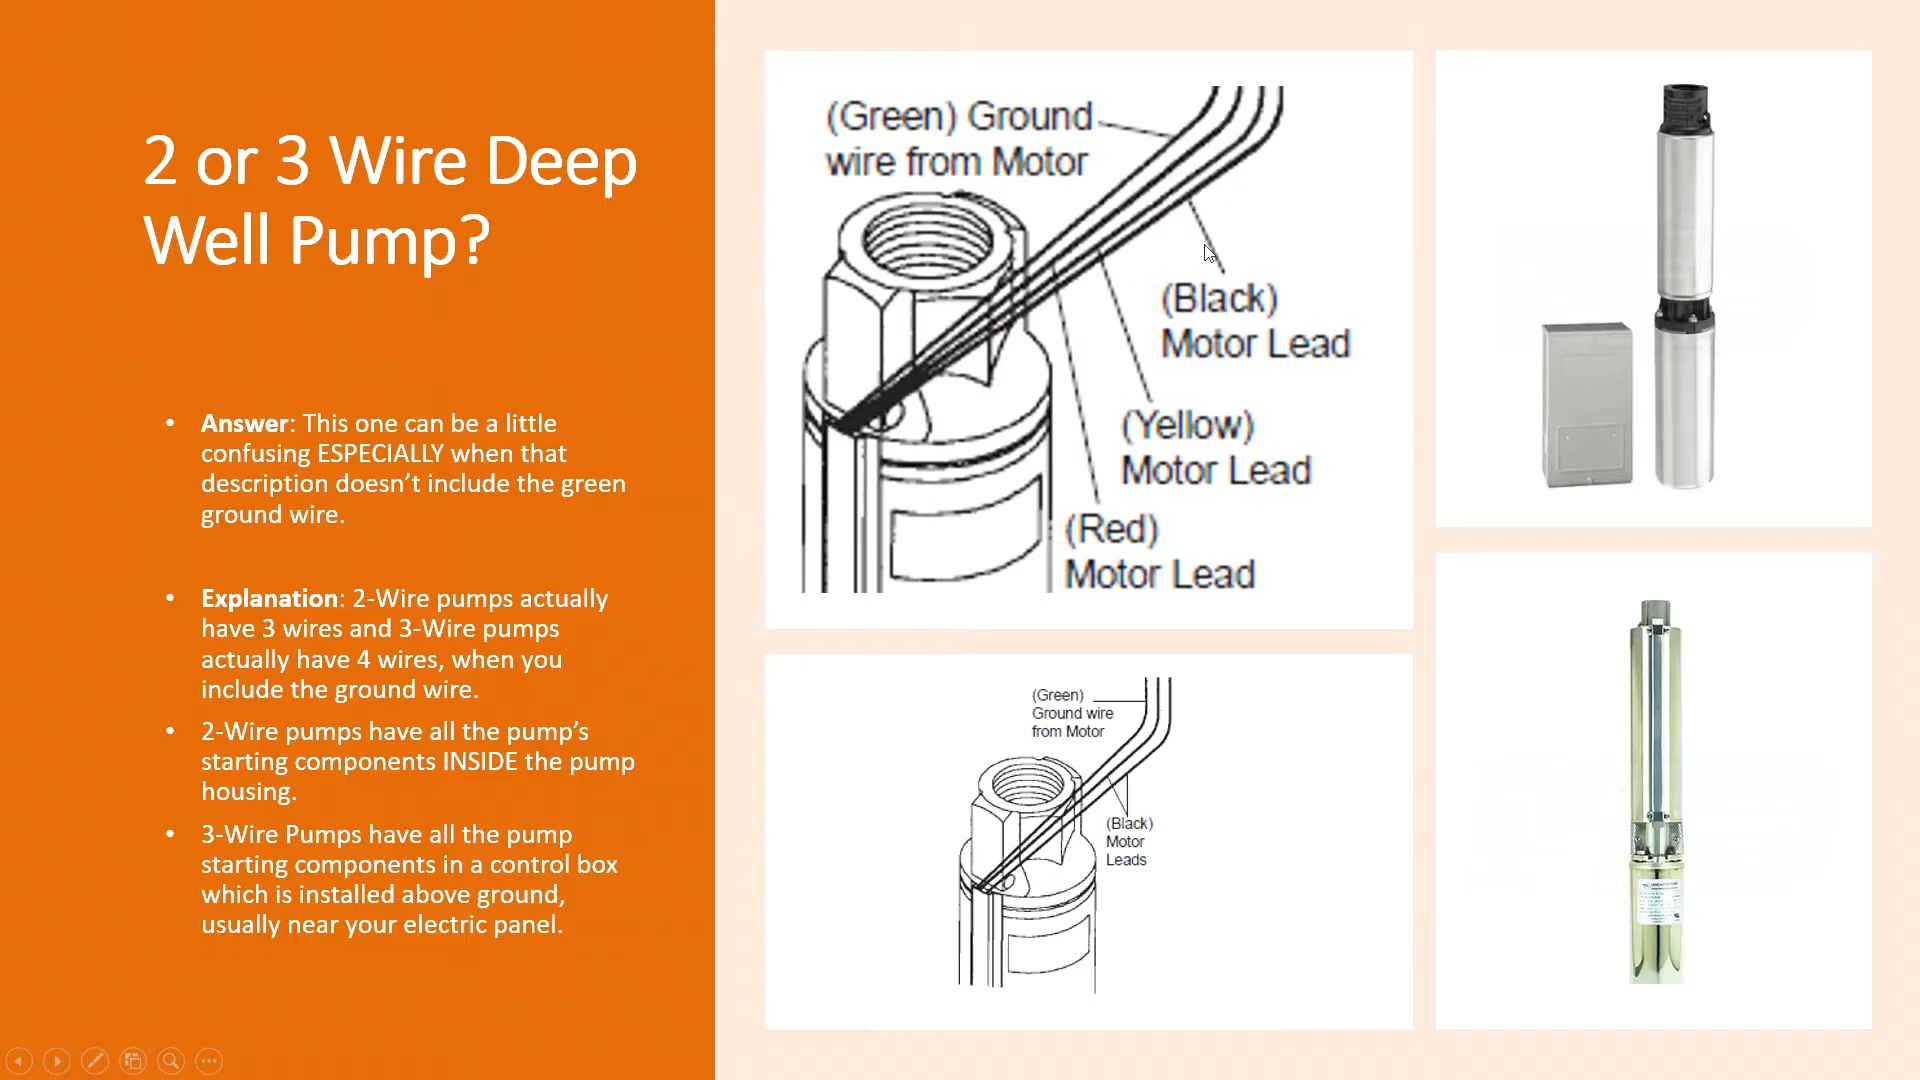 2 or 3 Wire Deep
Well Pump?
• Answer: This one can be a little
confusing ESPECIALLY when that
description doesn’t include the green
ground wire.
• Explanation: 2-Wire pumps actually
have 3 wires and 3-Wire pumps
actually have 4 wires, when you
include the ground wire.
• 2-Wire pumps have all the pump’s
starting components INSIDE the pump
housing.
• 3-Wire Pumps have all the pump
starting components in a control box
which is installed above ground,
usually near your electric panel.
(Green) Ground
wire from Motor
(Black)
Motor Lead
(Yellow)
Motor Lead
(Red)
Motor Lead
(Green)
Ground wire
from Motor
(Black)
Motor
Leads